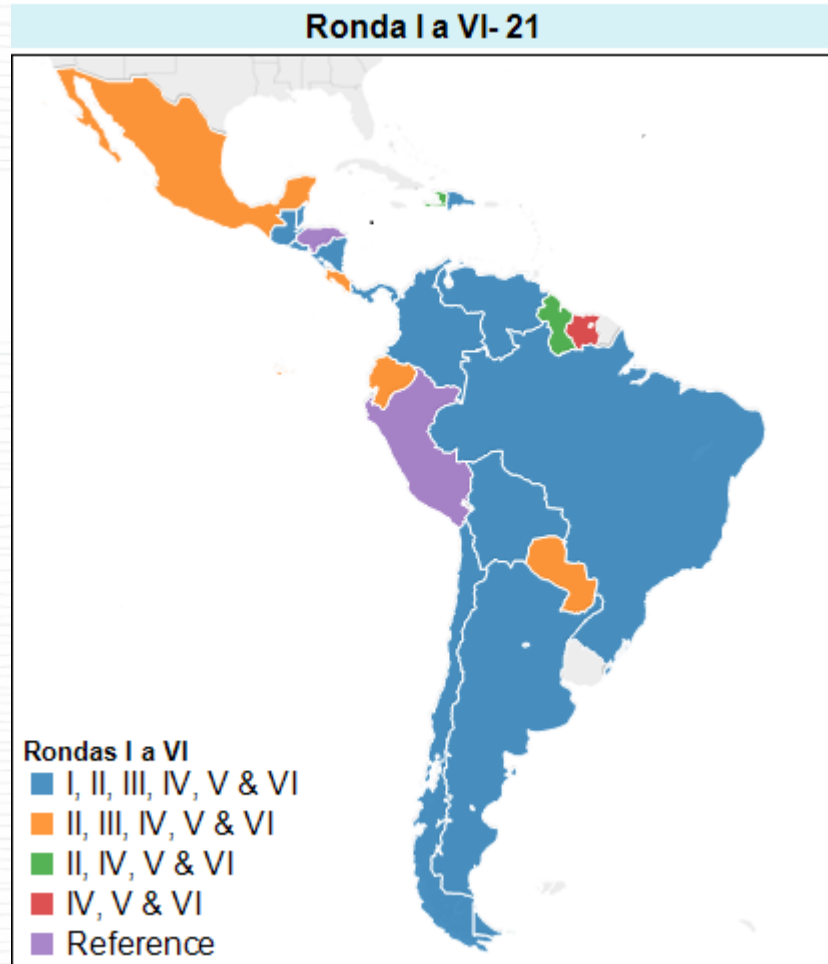 Ronda I a VI- 21
Rondas I a VI
I, II, III, IV, V & VI
II, III, IV, V & VI
II, IV, V & VI
IV, V & VI
Reference